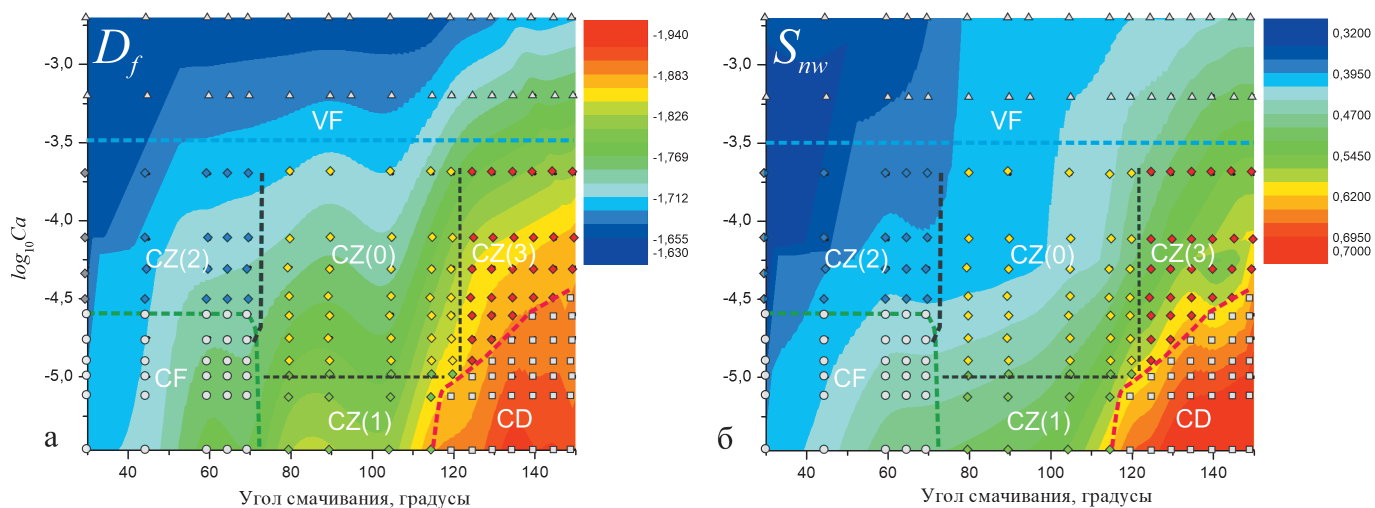 D_f
VF
CZ(2)
CZ(0)
CZ(3)
CF
CZ(1)
CD
а
log₁₀Ca
-3,0
-3,5
-4,0
-4,5
-5,0
40
60
80
100
120
140
Угол смачивания, градусы
-1,940
-1,883
-1,826
-1,769
-1,712
-1,655
-1,630
S_nw
VF
CZ(2)
CZ(0)
CZ(3)
CF
CZ(1)
CD
б
-3,0
-3,5
-4,0
-4,5
-5,0
40
60
80
100
120
140
Угол смачивания, градусы
0,3200
0,3950
0,4700
0,5450
0,6200
0,6950
0,7000